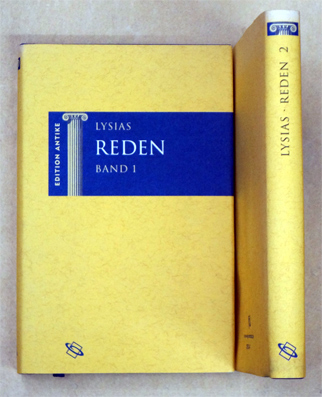 EDITION ANTIKE
LYSIAS
REDEN
BAND 1
LYSIAS · REDEN 2